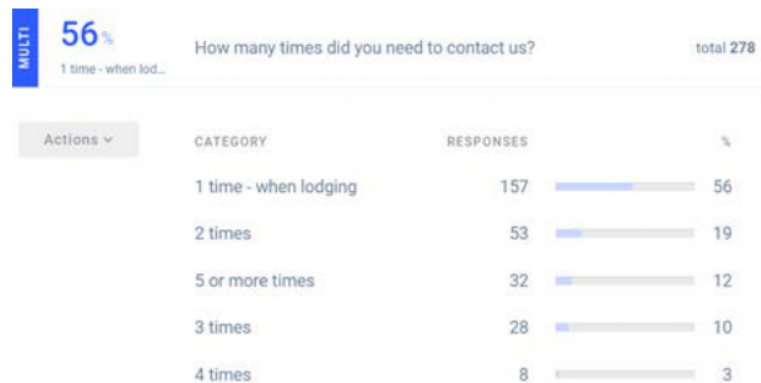 MULTI
56%
1 time - when lod...
How many times did you need to contact us?
total 278
Actions
CATEGORY RESPONSES %
1 time - when lodging 157 56
2 times 53 19
5 or more times 32 12
3 times 28 10
4 times 8 3